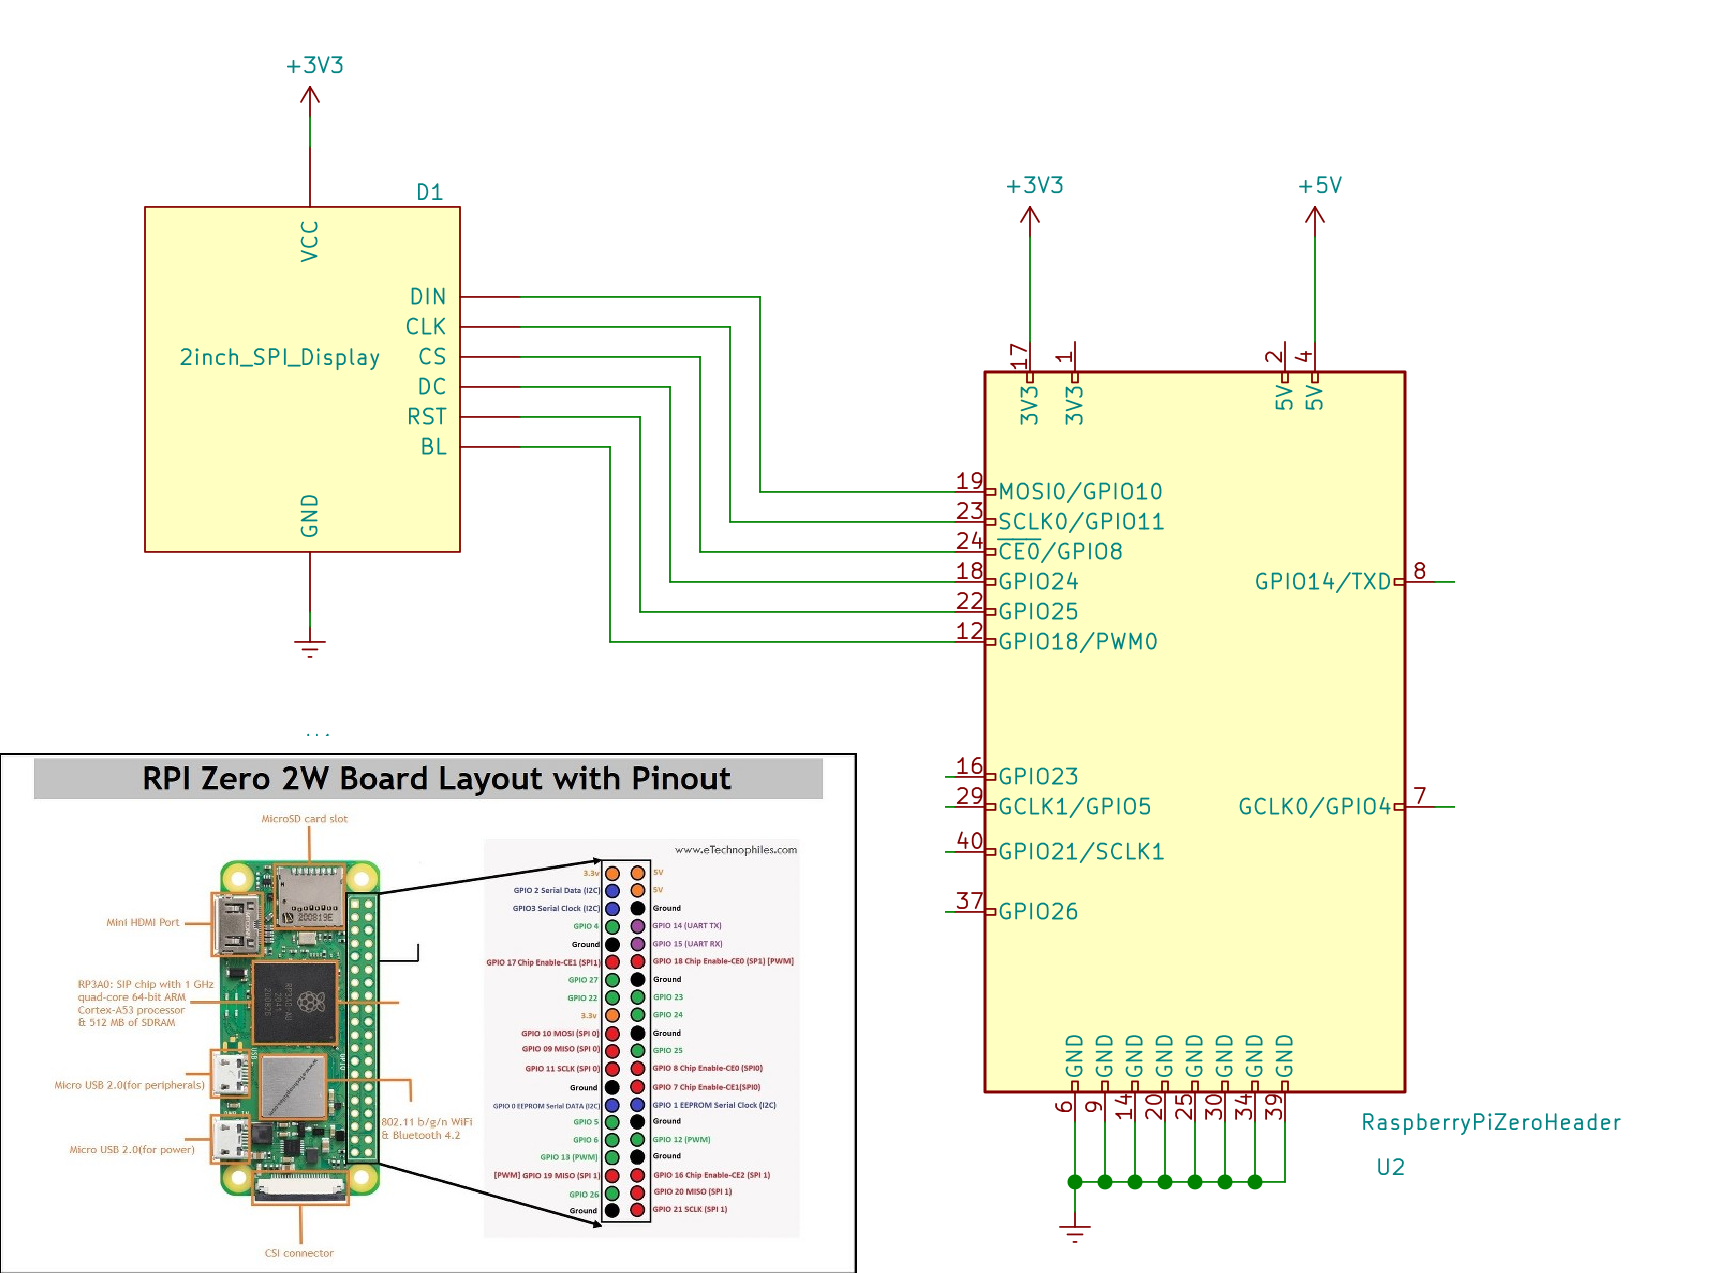 +3V3
D1
VCC
DIN
CLK
2inch_SPI_Display
CS
DC
RST
BL
GND
+3V3
+5V
17
1
2
4
3V3
3V3
5V
5V
19
MOSI0/GPIO10
23
SCLK0/GPIO11
24
CE0/GPIO8
18
GPIO24
22
GPIO25
12
GPIO18/PWM0
GPIO14/TXD
8
16
GPIO23
29
GCLK1/GPIO5
GCLK0/GPIO4
7
40
GPIO21/SCLK1
37
GPIO26
GND
GND
GND
GND
GND
GND
GND
GND
6
9
14
20
25
30
34
39
RaspberryPiZeroHeader
U2
RPI Zero 2W Board Layout with Pinout
MicroSD card slot
Mini HDMI Port
RP3A0: SIP chip with 1 GHz
quad-core 64-bit ARM
Cortex-A53 processor
& 512 MB of SDRAM
Micro USB 2.0(for peripherals)
Micro USB 2.0(for power)
802.11 b/g/n WiFi
& Bluetooth 4.2
CSI connector
www.eTechnophiles.com
3.3v 5V
GPIO 2 Serial Data (I2C) 5V
GPIO3 Serial Clock (I2C) Ground
GPIO 4 GPIO 14 (UART TX)
Ground GPIO 15 (UART RX)
GPIO 17 Chip Enable-CE1 (SPI1) GPIO 18 Chip Enable-CE0 (SPI1) [PWM]
GPIO 27 Ground
GPIO 22 GPIO 23
3.3v GPIO 24
GPIO 10 MOSI (SPI 0) Ground
GPIO 09 MISO (SPI 0) GPIO 25
GPIO 11 SCLK (SPI 0) GPIO 8 Chip Enable-CE0 (SPI0)
Ground GPIO 7 Chip Enable-CE1(SPI0)
GPIO 0 EEPROM Serial DATA (I2C) GPIO 1 EEPROM Serial Clock (I2C)
GPIO 5 Ground
GPIO 6 GPIO 12 (PWM)
GPIO 13 (PWM) Ground
[PWM] GPIO 19 MISO (SPI 1) GPIO 16 Chip Enable-CE2 (SPI 1)
GPIO 26 GPIO 20 MISO (SPI 1)
Ground GPIO 21 SCLK (SPI 1)